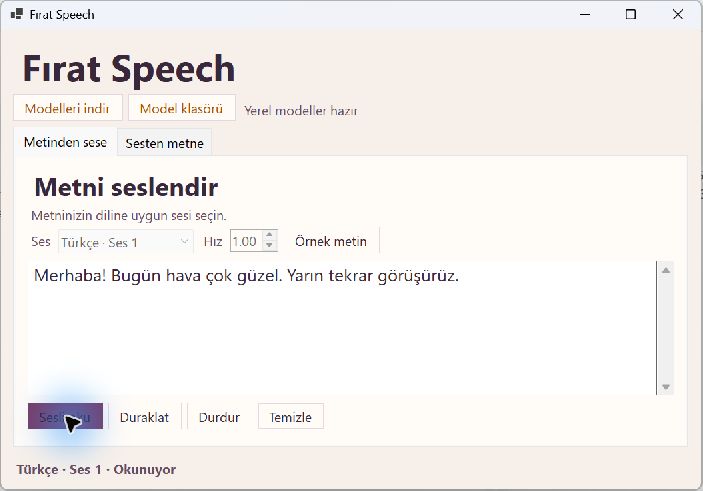 Fırat Speech
Fırat Speech
Modelleri indir Model klasörü Yerel modeller hazır
Metinden sese Sesten metne
Metni seslendir
Metninizin diline uygun sesi seçin.
Ses Türkçe · Ses 1 Hız 1.00 Örnek metin
Merhaba! Bugün hava çok güzel. Yarın tekrar görüşürüz.
Duraklat Durdur Temizle
Türkçe · Ses 1 · Okunuyor